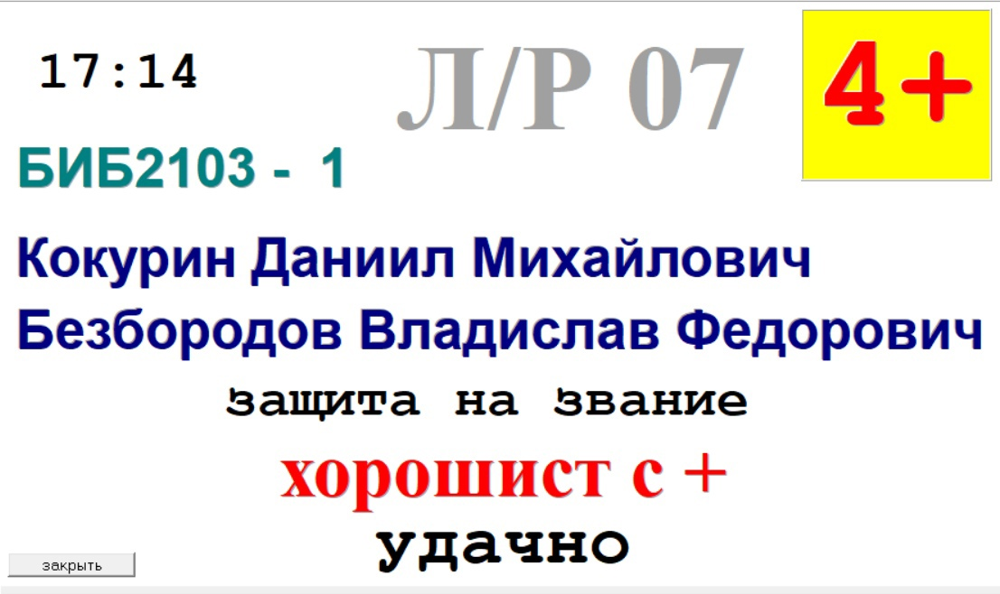 17:14
Л/Р 07
4+
БИБ2103 - 1
Кокурин Даниил Михайлович
Безбородов Владислав Федорович
защита на звание
хорошист с +
удачно
закрыть